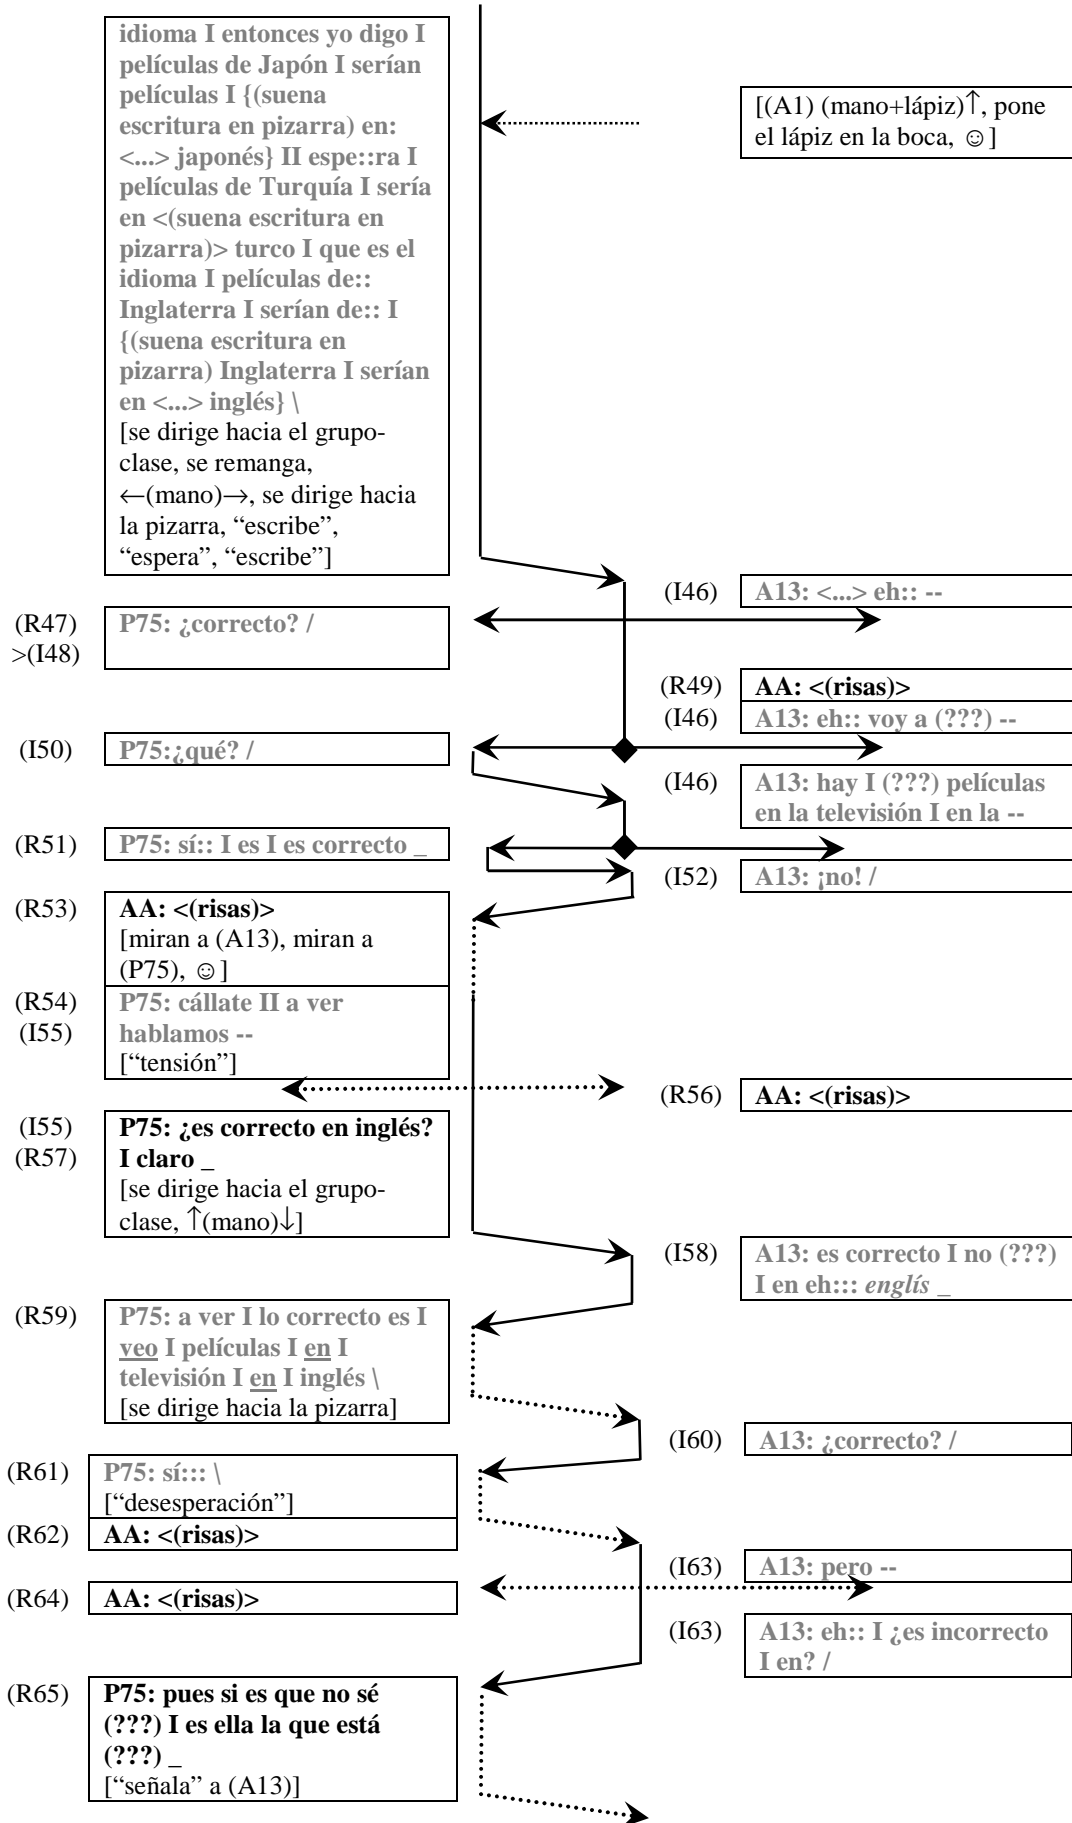 idioma I entonces yo digo I
películas de Japón I serían
películas I {(suena
escritura en pizarra) en:
<...> japonés} II espe::ra I
películas de Turquía I sería
en <(suena escritura en
pizarra)> turco I que es el
idioma I películas de::
Inglaterra I serían de:: I
{(suena escritura en
pizarra) Inglaterra I serían
en <...> inglés} \
[se dirige hacia el grupo-
clase, se remanga,
←(mano)→, se dirige hacia
la pizarra, “escribe”,
“espera”, “escribe”]
[(A1) (mano+lápiz)↑, pone
el lápiz en la boca, ☺]
(I46) A13: <...> eh:: --
(R47) P75: ¿correcto? /
>(I48)
(R49) AA: <(risas)>
(I46) A13: eh:: voy a (???) --
(I50) P75:¿qué? /
(I46) A13: hay I (???) películas
en la televisión I en la --
(R51) P75: sí:: I es I es correcto _
(I52) A13: ¡no! /
(R53) AA: <(risas)>
[miran a (A13), miran a
(P75), ☺]
(R54) P75: cállate II a ver
(I55) hablamos --
[“tensión”]
(R56) AA: <(risas)>
(I55) P75: ¿es correcto en inglés?
(R57) I claro _
[se dirige hacia el grupo-
clase, ↑(mano)↓]
(I58) A13: es correcto I no (???)
I en eh::: englís _
(R59) P75: a ver I lo correcto es I
veo I películas I en I
televisión I en I inglés \
[se dirige hacia la pizarra]
(I60) A13: ¿correcto? /
(R61) P75: sí::: \
[“desesperación”]
(R62) AA: <(risas)>
(I63) A13: pero --
(R64) AA: <(risas)>
(I63) A13: eh:: I ¿es incorrecto
I en? /
(R65) P75: pues si es que no sé
(???) I es ella la que está
(???) _
[“señala” a (A13)]